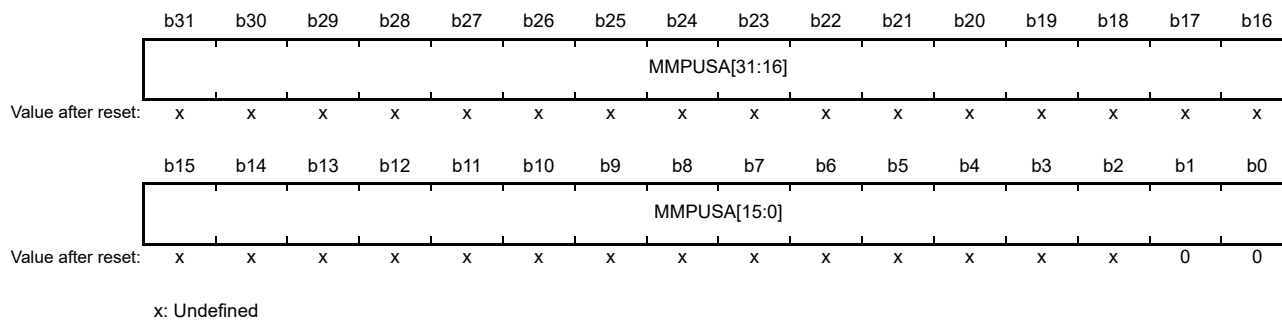 b31 b30 b29 b28 b27 b26 b25 b24 b23 b22 b21 b20 b19 b18 b17 b16
MMPUSA[31:16]
Value after reset: x x x x x x x x x x x x x x x x
b15 b14 b13 b12 b11 b10 b9 b8 b7 b6 b5 b4 b3 b2 b1 b0
MMPUSA[15:0]
Value after reset: x x x x x x x x x x x x x x 0 0
x: Undefined